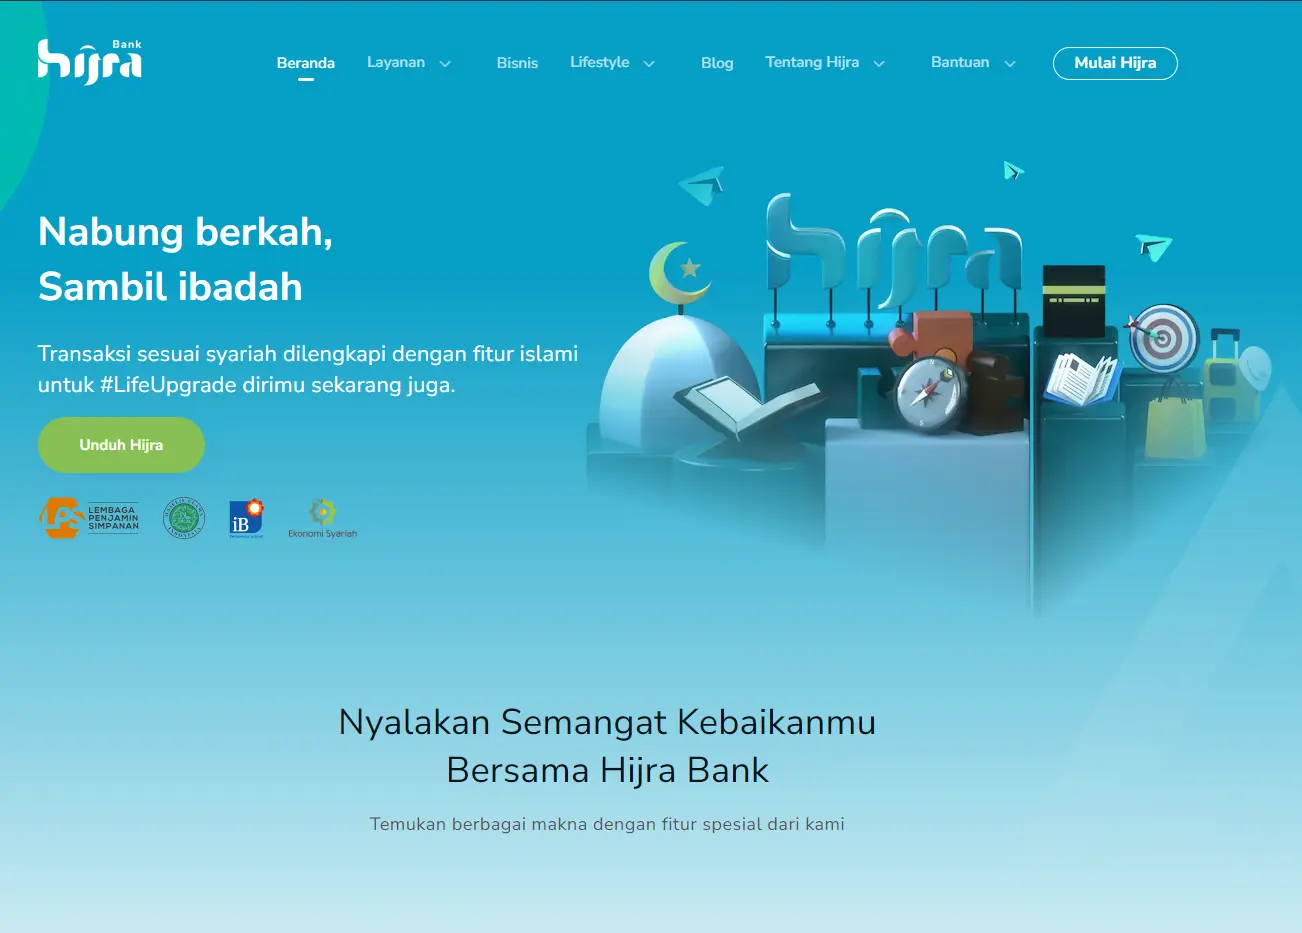 Bank
hijra
Beranda
Layanan
Bisnis
Lifestyle
Blog
Tentang Hijra
Bantuan
Mulai Hijra
hijra
Nabung berkah,
Sambil ibadah
Transaksi sesuai syariah dilengkapi dengan fitur islami
untuk #LifeUpgrade dirimu sekarang juga.
Unduh Hijra
LPS
LEMBAGA
PENJAMIN
SIMPANAN
iB
Ekonomi Syariah
Nyalakan Semangat Kebaikanmu
Bersama Hijra Bank
Temukan berbagai makna dengan fitur spesial dari kami